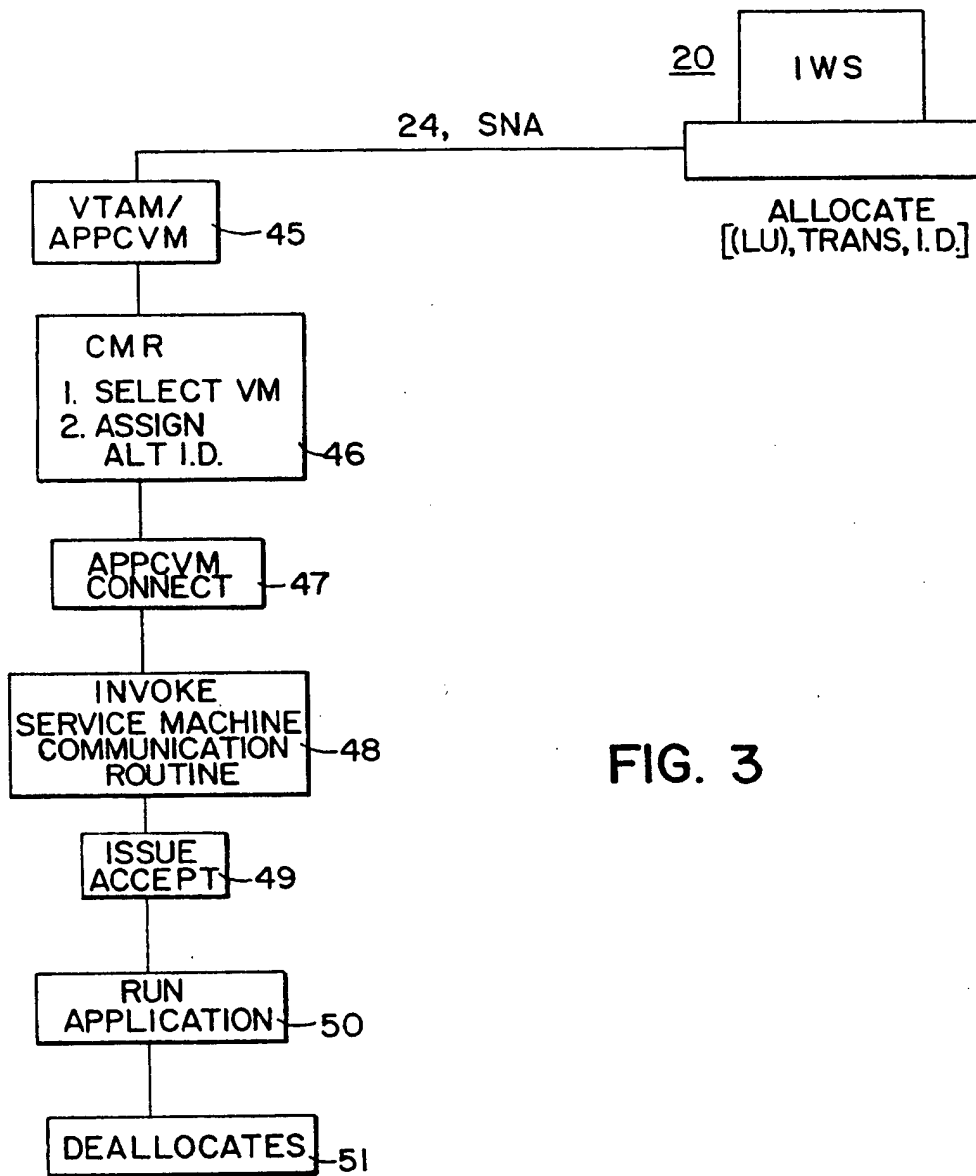 20
IWS
24, SNA
ALLOCATE
[(LU), TRANS, I.D.]
VTAM/
APPCVM
45
CMR
1. SELECT VM
2. ASSIGN
ALT I.D.
46
APPCVM
CONNECT
47
INVOKE
SERVICE MACHINE
COMMUNICATION
ROUTINE
48
FIG. 3
ISSUE
ACCEPT
49
RUN
APPLICATION
50
DEALLOCATES
51